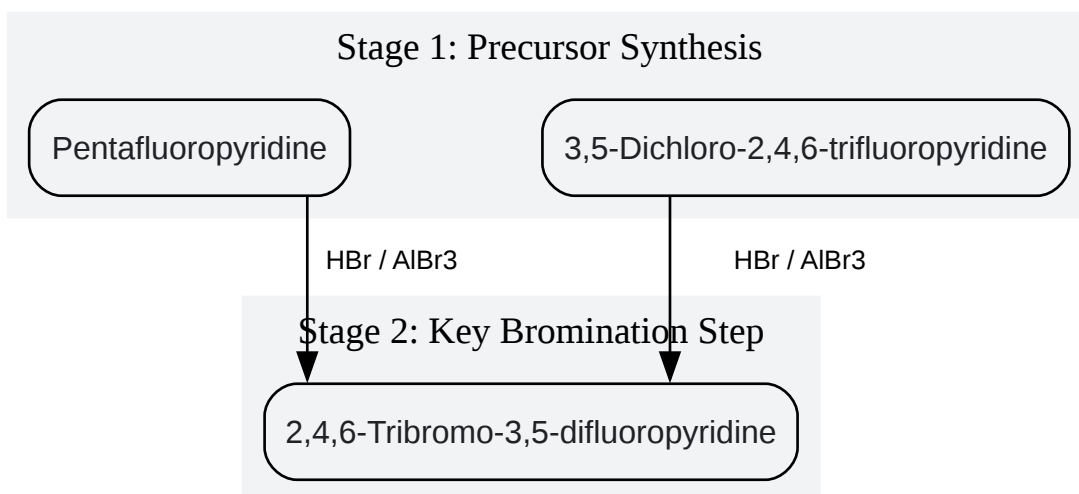 Stage 1: Precursor Synthesis
Pentafluoropyridine
3,5-Dichloro-2,4,6-trifluoropyridine
HBr / AlBr3
HBr / AlBr3
Stage 2: Key Bromination Step
2,4,6-Tribromo-3,5-difluoropyridine